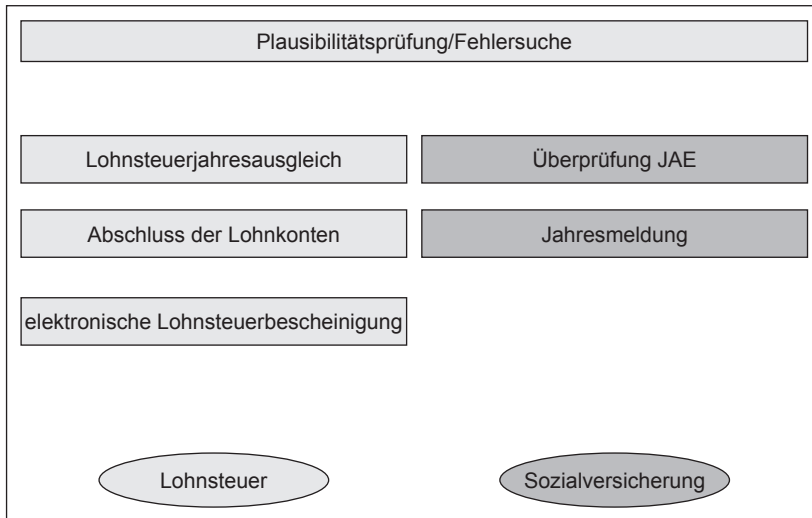 Plausibilitätsprüfung/Fehlersuche
Lohnsteuerjahresausgleich
Überprüfung JAE
Abschluss der Lohnkonten
Jahresmeldung
elektronische Lohnsteuerbescheinigung
Lohnsteuer
Sozialversicherung